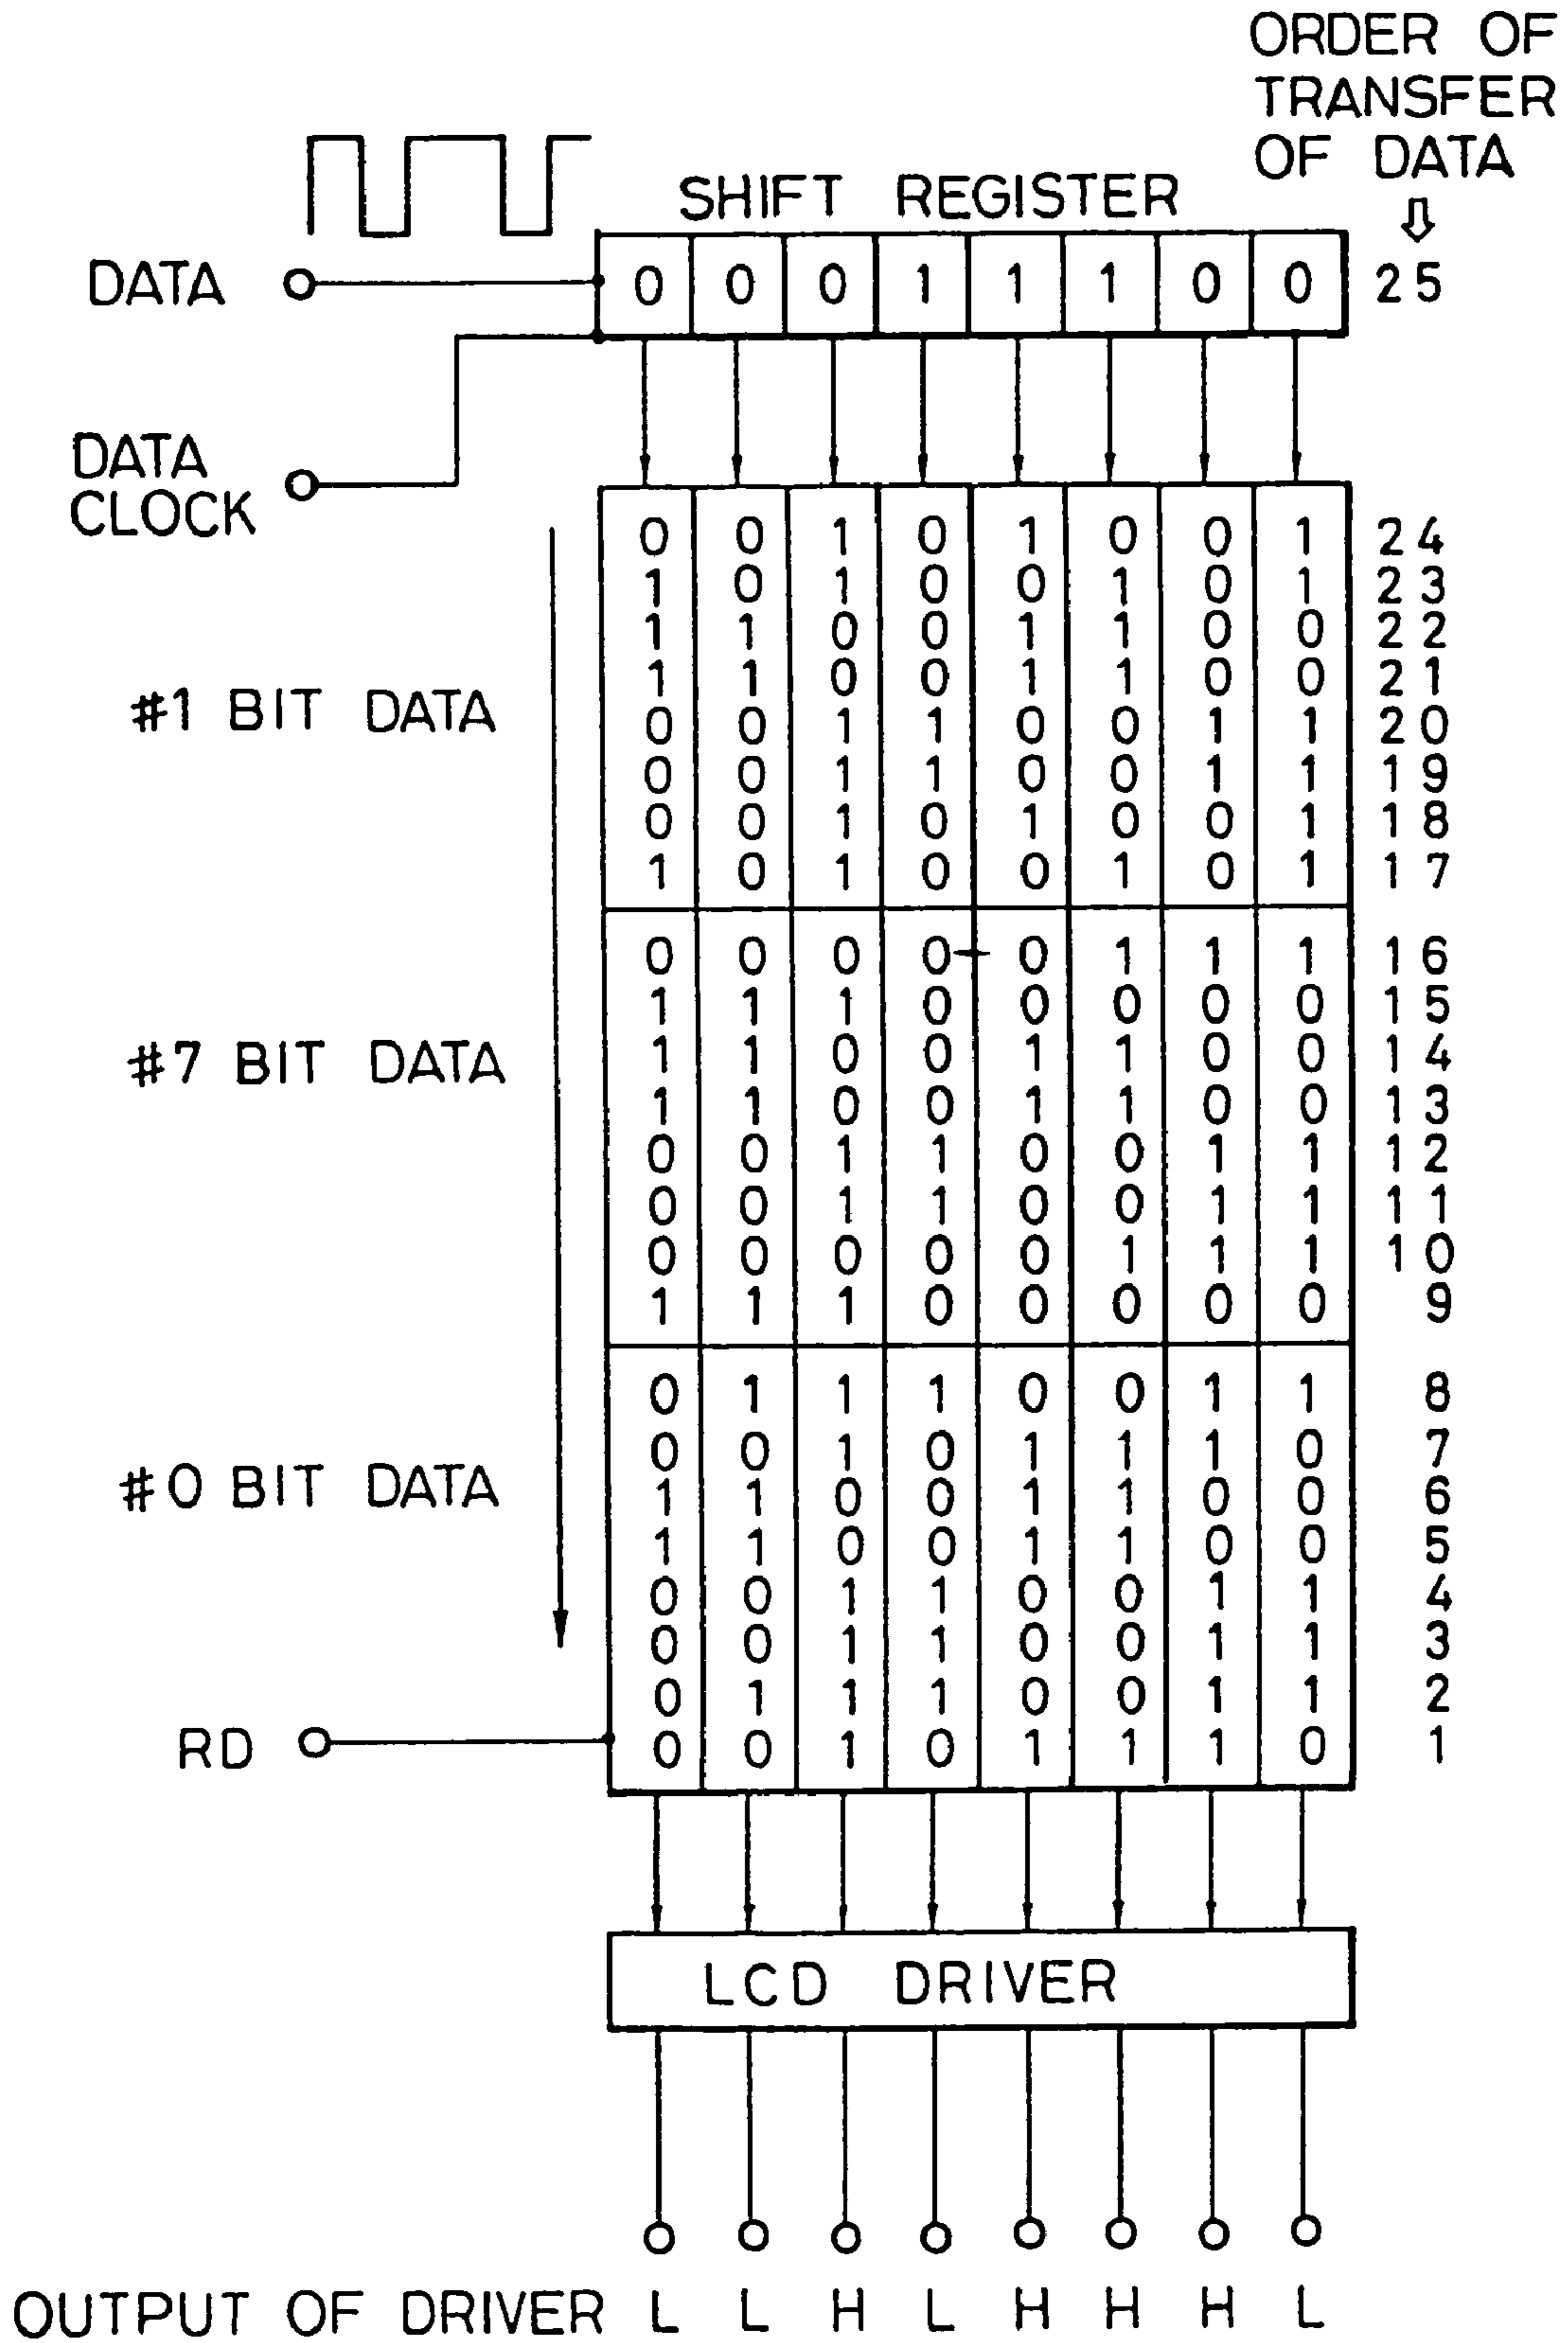 ORDER OF
TRANSFER
OF DATA
SHIFT REGISTER
DATA 0 0 0 1 1 1 0 0 25
DATA
CLOCK
0 0 1 0 1 0 0 1 24
1 0 1 0 0 1 0 1 23
1 1 0 0 1 1 0 0 22
1 1 0 0 1 1 0 0 21
#1 BIT DATA
0 0 1 1 0 0 1 1 20
0 0 1 1 0 0 1 1 19
0 0 1 0 1 0 0 1 18
1 0 1 0 0 1 0 1 17
0 0 0 0 0 1 1 1 16
1 1 1 0 0 0 0 0 15
1 1 0 0 1 1 0 0 14
#7 BIT DATA
1 1 0 0 1 1 0 0 13
0 0 1 1 0 0 1 1 12
0 0 1 1 0 0 1 1 11
0 0 0 0 0 1 1 1 10
1 1 1 0 0 0 0 0 9
0 1 1 1 0 0 1 1 8
0 0 1 0 1 1 1 0 7
1 1 0 0 1 1 0 0 6
#0 BIT DATA
1 1 0 0 1 1 0 0 5
0 0 1 1 0 0 1 1 4
0 0 1 1 0 0 1 1 3
0 1 1 1 0 0 1 1 2
RD 0 0 1 0 1 1 1 0 1
LCD DRIVER
OUTPUT OF DRIVER L L H L H H H L